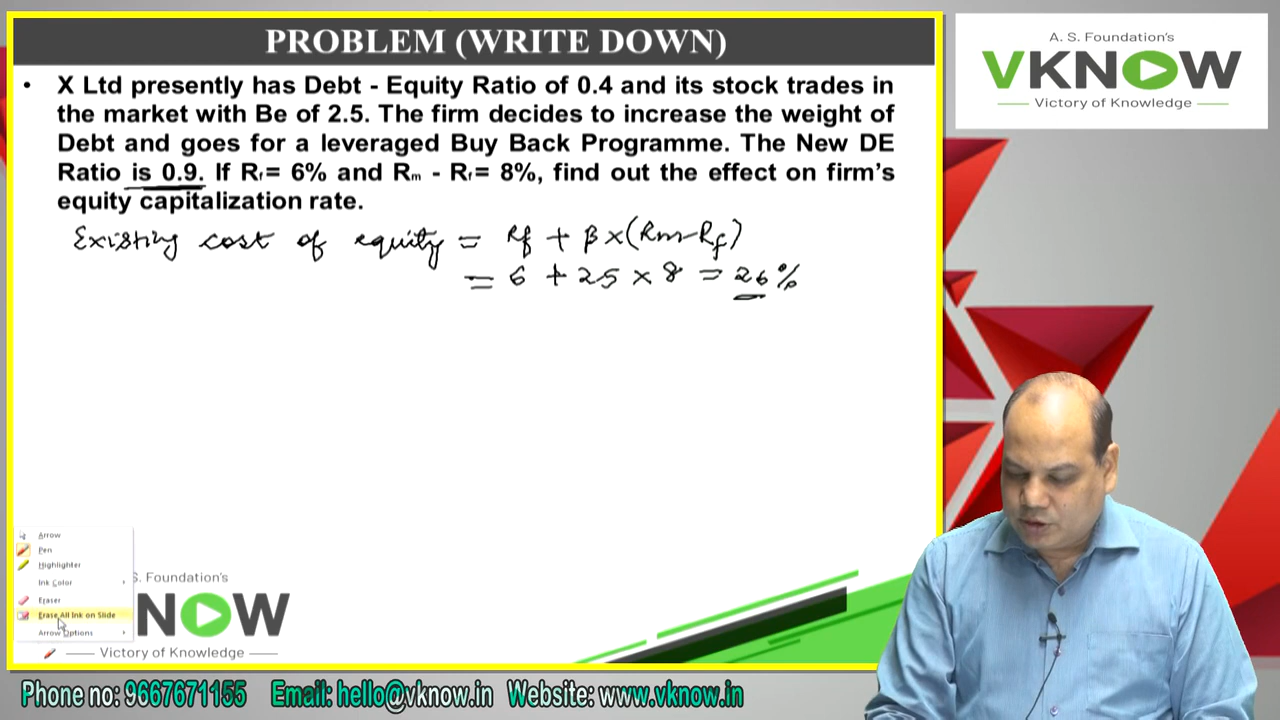 PROBLEM (WRITE DOWN)
• X Ltd presently has Debt - Equity Ratio of 0.4 and its stock trades in
the market with Be of 2.5. The firm decides to increase the weight of
Debt and goes for a leveraged Buy Back Programme. The New DE
Ratio is 0.9. If Rf= 6% and Rm - Rf= 8%, find out the effect on firm's
equity capitalization rate.
Existing cost of equity = Rf + β×(Rm-Rf)
= 6 + 2.5 × 8 = 26%
A. S. Foundation's
VKNOW
Victory of Knowledge
Arrow
Pen
Highlighter
Ink Color
Eraser
Erase All Ink on Slide
Arrow Options
S. Foundation's
NOW
Victory of Knowledge
Phone no: 9667671155 Email: hello@vknow.in Website: www.vknow.in